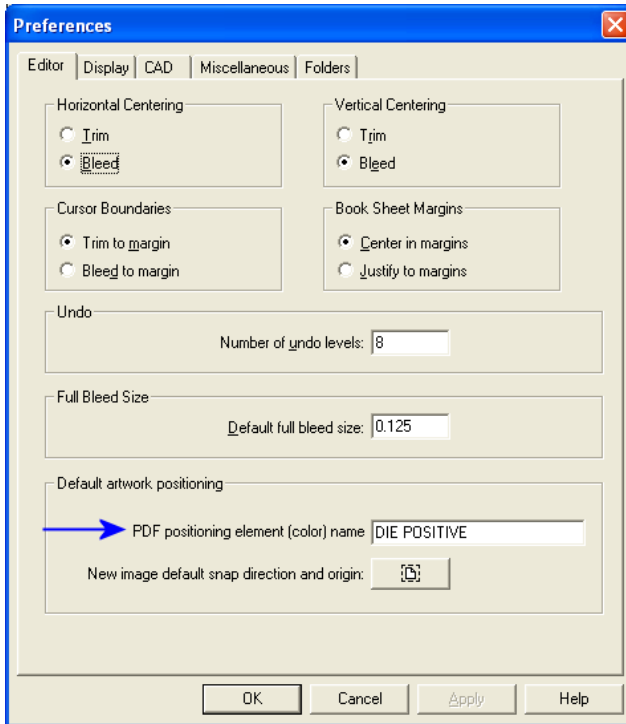 Preferences
Editor Display CAD Miscellaneous Folders
Horizontal Centering Vertical Centering
Trim Trim
Bleed Bleed
Cursor Boundaries Book Sheet Margins
Trim to margin Center in margins
Bleed to margin Justify to margins
Undo
Number of undo levels: 8
Full Bleed Size
Default full bleed size: 0.125
Default artwork positioning
PDF positioning element (color) name DIE POSITIVE
New image default snap direction and origin:
OK Cancel Apply Help